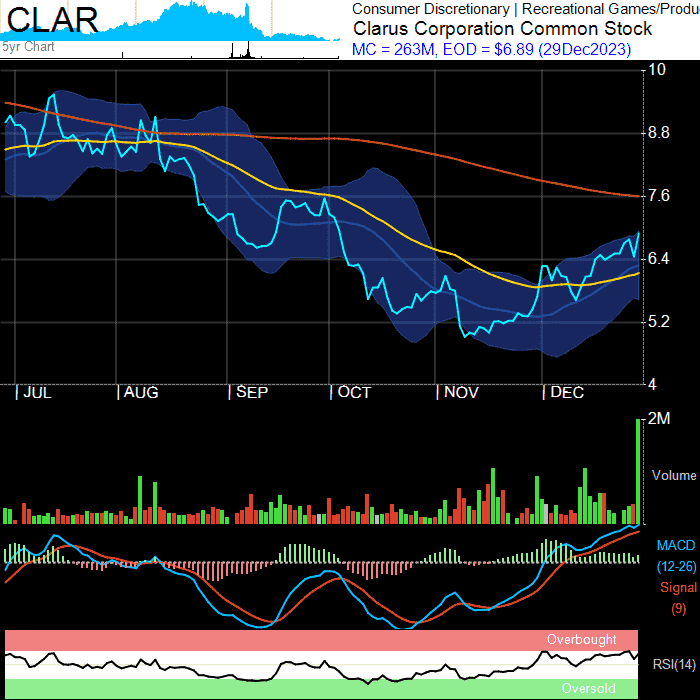 CLAR
5yr Chart
Consumer Discretionary | Recreational Games/Produ
Clarus Corporation Common Stock
MC = 263M, EOD = $6.89 (29Dec2023)
10
8.8
7.6
6.4
5.2
4
| JUL | AUG | SEP | OCT | NOV | DEC
2M
Volume
MACD
(12-26)
Signal
(9)
Overbought
RSI(14)
Oversold